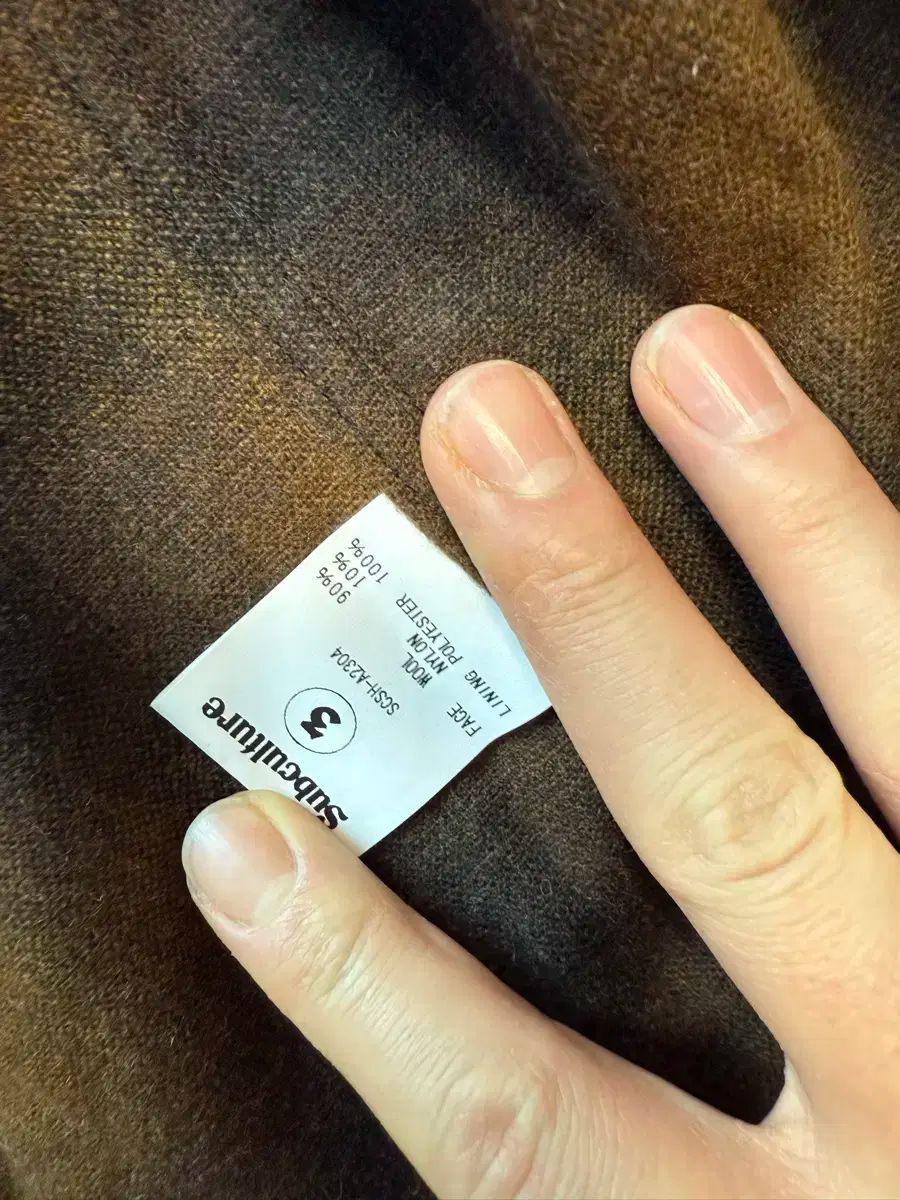 Subculture
3
SCSH-A2304
FACE
WOOL 90%
NYLON 10%
LINING POLYESTER 100%